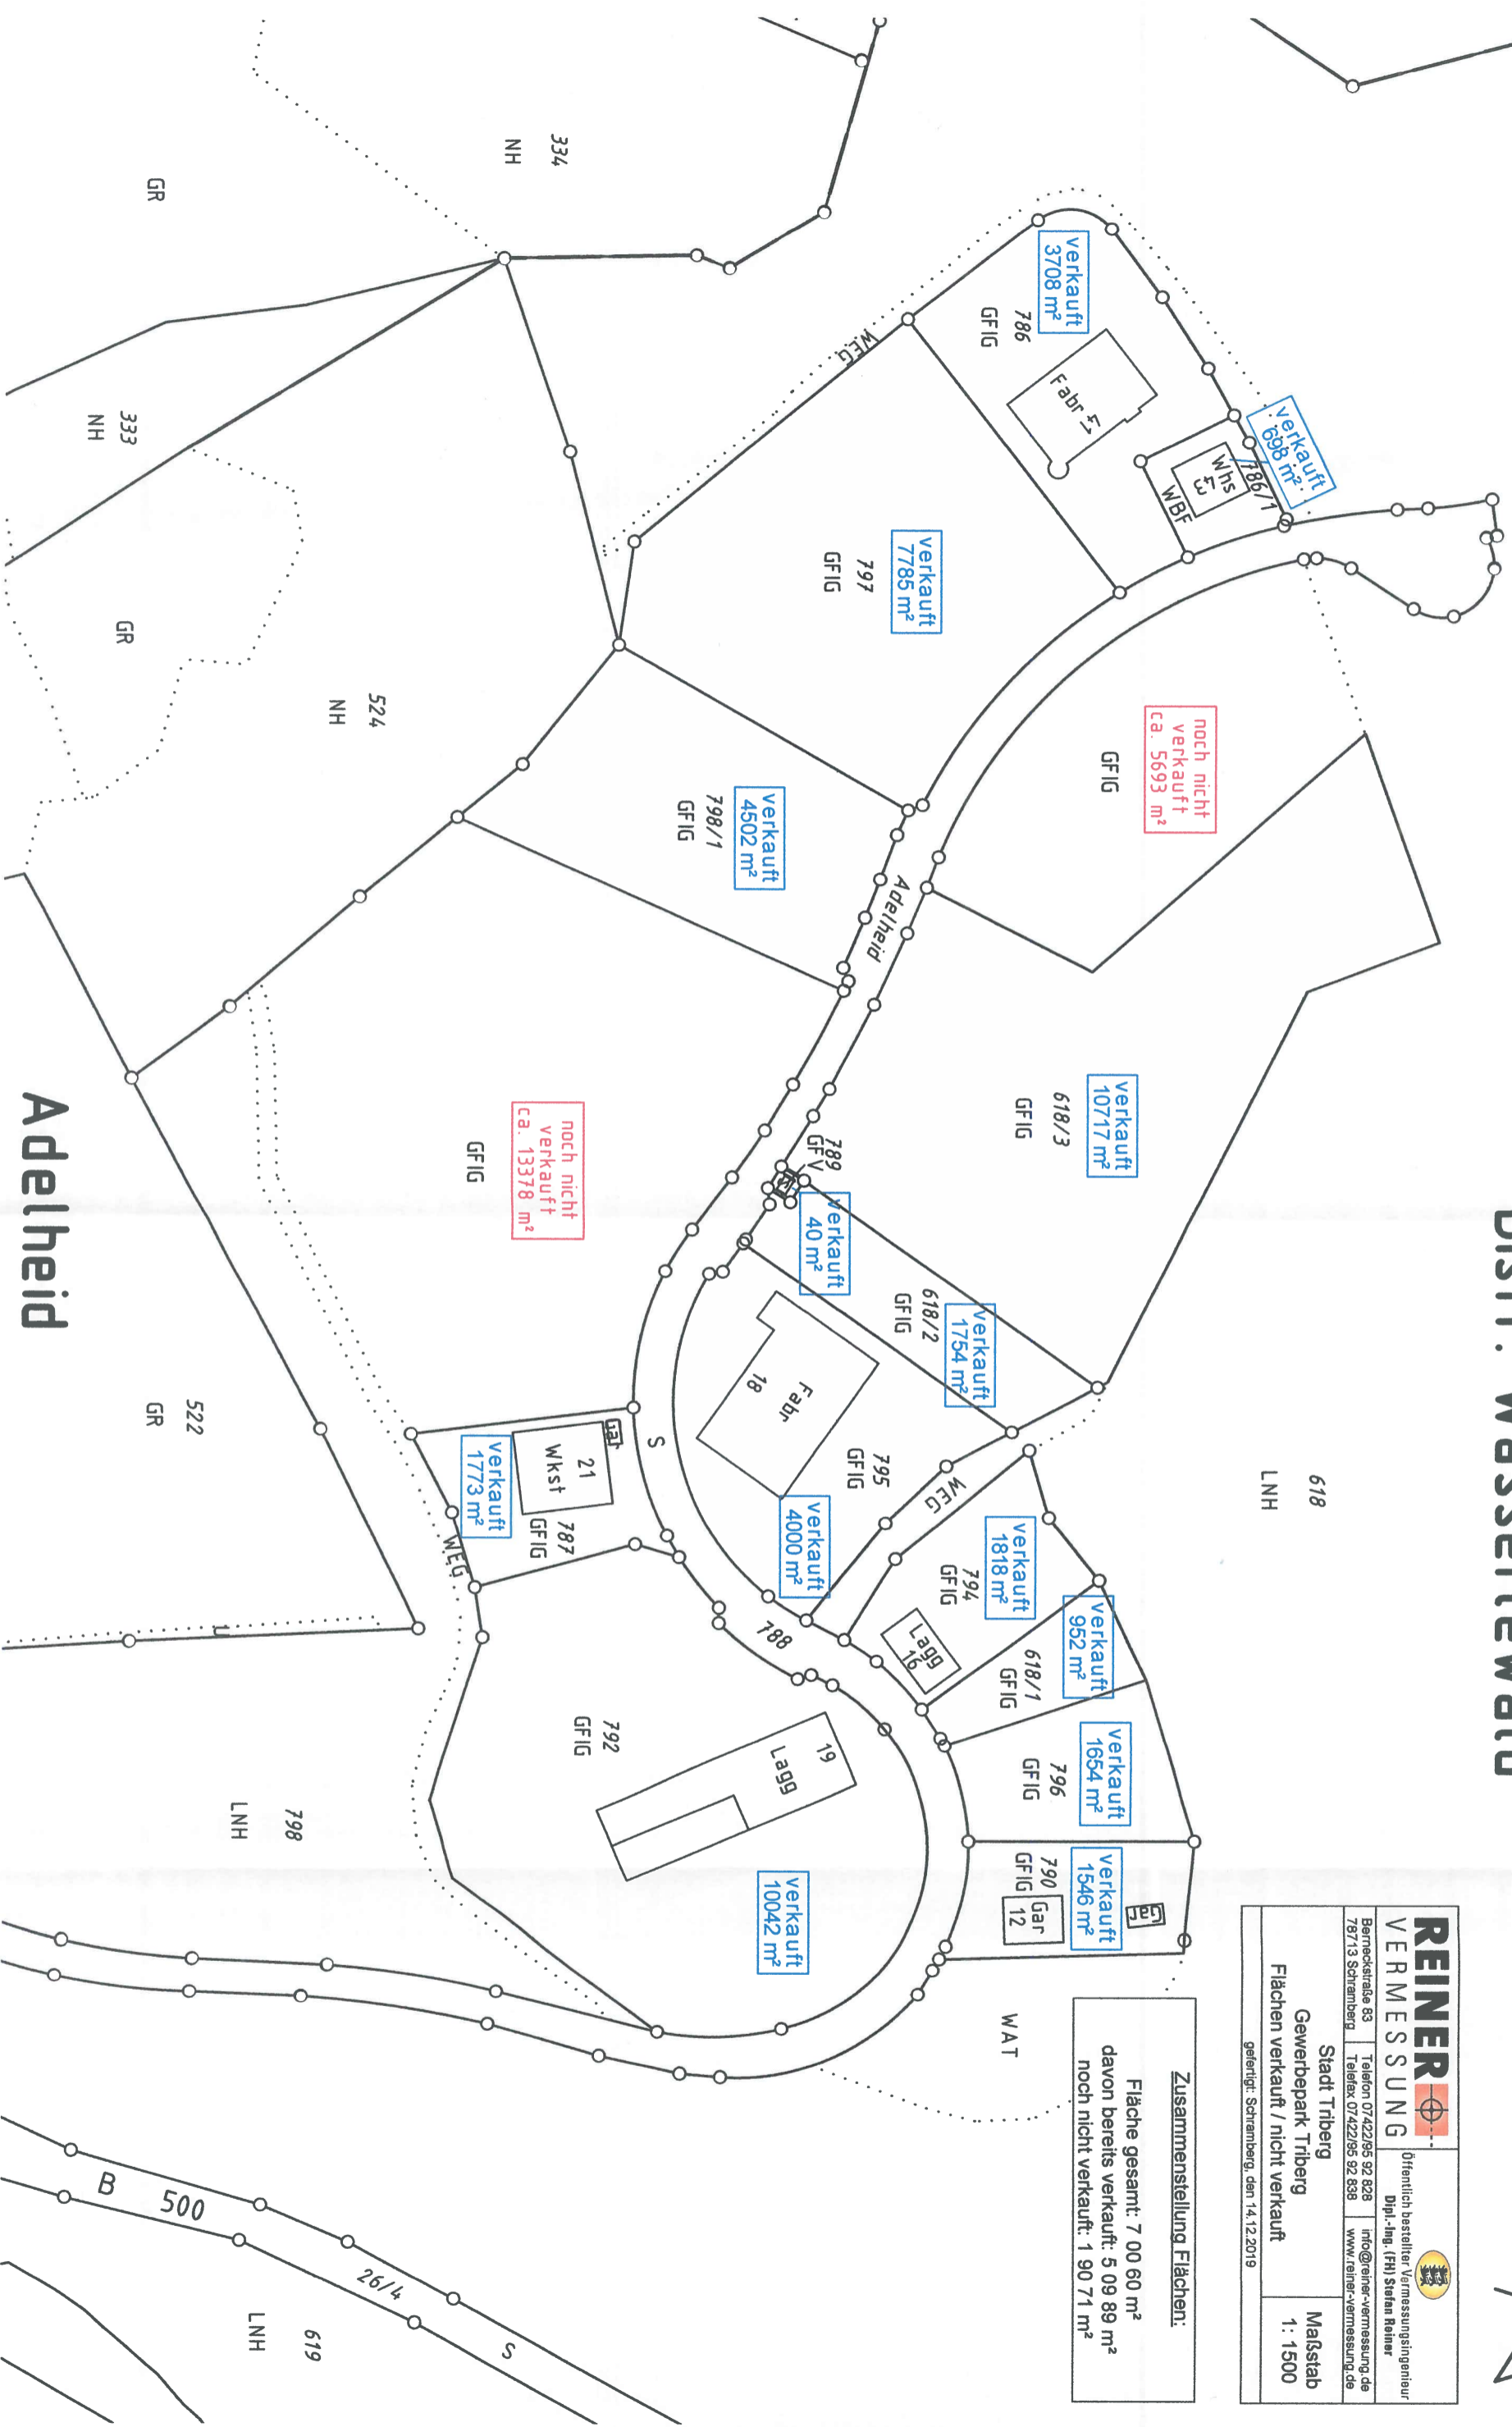 Distr. Wasserlewald
REINER
VERMESSUNG
Öffentlich bestellter Vermessungsingenieur
Dipl.-Ing. (FH) Stefan Reiner
Berneckstraße 83
78713 Schramberg
Telefon 07422/95 92 828
Telefax 07422/95 92 838
info@reiner-vermessung.de
www.reiner-vermessung.de
Stadt Triberg
Gewerbepark Triberg
Flächen verkauft / nicht verkauft
Maßstab
1: 1500
gefertigt: Schramberg, den 14.12.2019
Zusammenstellung Flächen:
Fläche gesamt: 7 00 60 m²
davon bereits verkauft: 5 09 89 m²
noch nicht verkauft: 1 90 71 m²
618
LNH
verkauft
698 m²
786/1
Whs
43
WBF
verkauft
3708 m²
786
GFIG
Fabr 41
WEG
verkauft
7785 m²
797
GFIG
noch nicht
verkauft
ca. 5693 m²
GFIG
verkauft
4502 m²
798/1
GFIG
Adelheid
verkauft
10717 m²
618/3
GFIG
789
GFV
verkauft
40 m²
verkauft
1754 m²
618/2
GFIG
795
GFIG
Fabr
18
verkauft
4000 m²
WEG
verkauft
1818 m²
794
GFIG
Lagg
16
verkauft
952 m²
618/1
GFIG
verkauft
1654 m²
796
GFIG
verkauft
1546 m²
790
GFIG
Gar
12
Gar
WAT
noch nicht
verkauft
ca. 13378 m²
GFIG
S
Gar
21
Wkst
787
GFIG
verkauft
1773 m²
WEG
788
792
GFIG
19
Lagg
verkauft
10042 m²
334
NH
GR
333
NH
GR
524
NH
Adelheid
522
GR
U
798
LNH
B 500
26/4
S
619
LNH